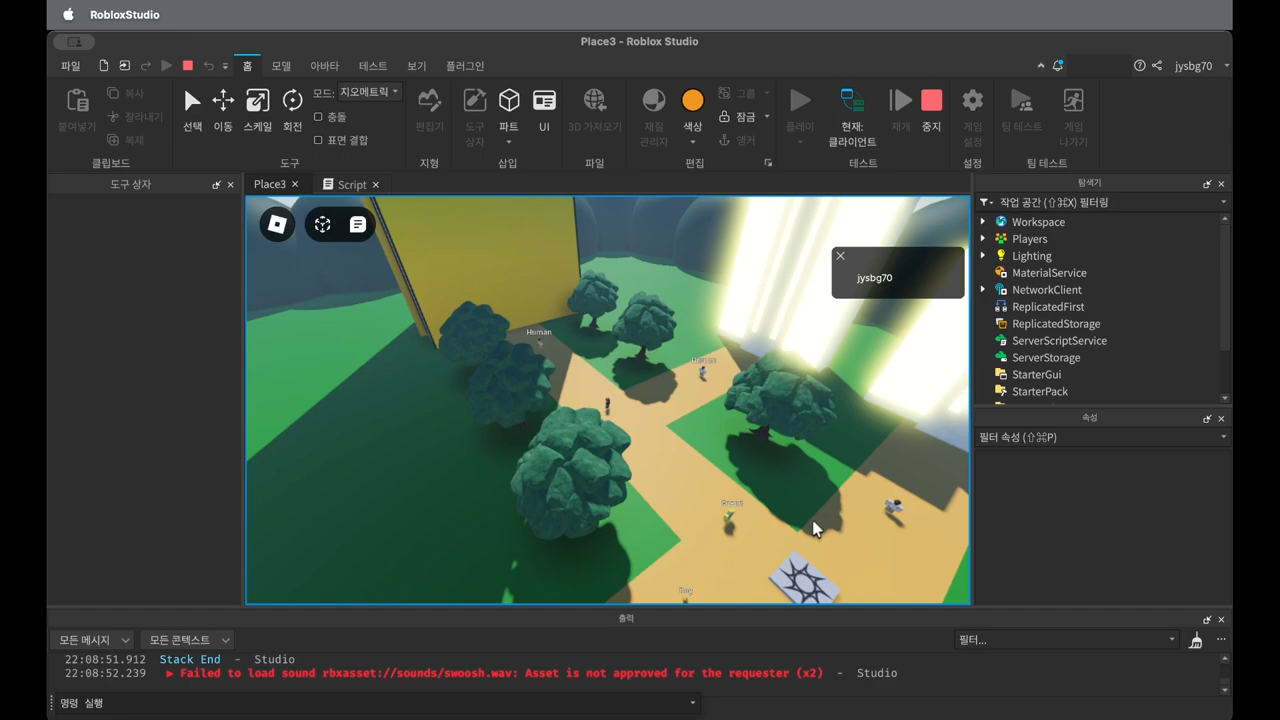 RobloxStudio
Place3 - Roblox Studio
파일 홈 모델 아바타 테스트 보기 플러그인 jysbg70
붙여넣기 복사 잘라내기 복제 클립보드
선택 이동 스케일 회전 모드: 지오메트릭 충돌 표면 결합 도구
편집기 지형
도구 상자 파트 UI 삽입
3D 가져오기 파일
재질 관리자 색상 그룹 잠금 앵커 편집
플레이 현재: 클라이언트 재개 중지 테스트
게임 설정 설정
팀 테스트 게임 나가기 팀 테스트
도구 상자
Place3
Script
jysbg70
Human
탐색기
작업 공간 (⇧⌘X) 필터링
Workspace
Players
Lighting
MaterialService
NetworkClient
ReplicatedFirst
ReplicatedStorage
ServerScriptService
ServerStorage
StarterGui
StarterPack
속성
필터 속성 (⇧⌘P)
출력
모든 메시지 모든 콘텍스트 필터...
22:08:51.912 Stack End - Studio
22:08:52.239 ▶ Failed to load sound rbxasset://sounds/swoosh.wav: Asset is not approved for the requester (x2) - Studio
명령 실행